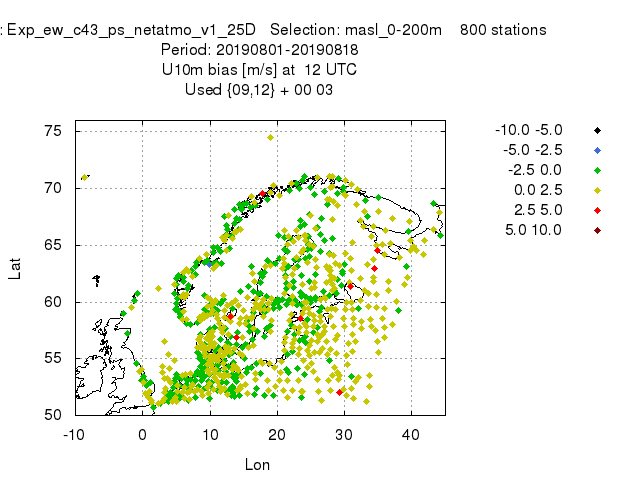 : Exp_ew_c43_ps_netatmo_v1_25D Selection: masl_0-200m 800 stations
Period: 20190801-20190818
U10m bias [m/s] at 12 UTC
Used {09,12} + 00 03
-10.0 -5.0
-5.0 -2.5
-2.5 0.0
0.0 2.5
2.5 5.0
5.0 10.0
75
70
65
60
55
50
Lat
-10 0 10 20 30 40
Lon